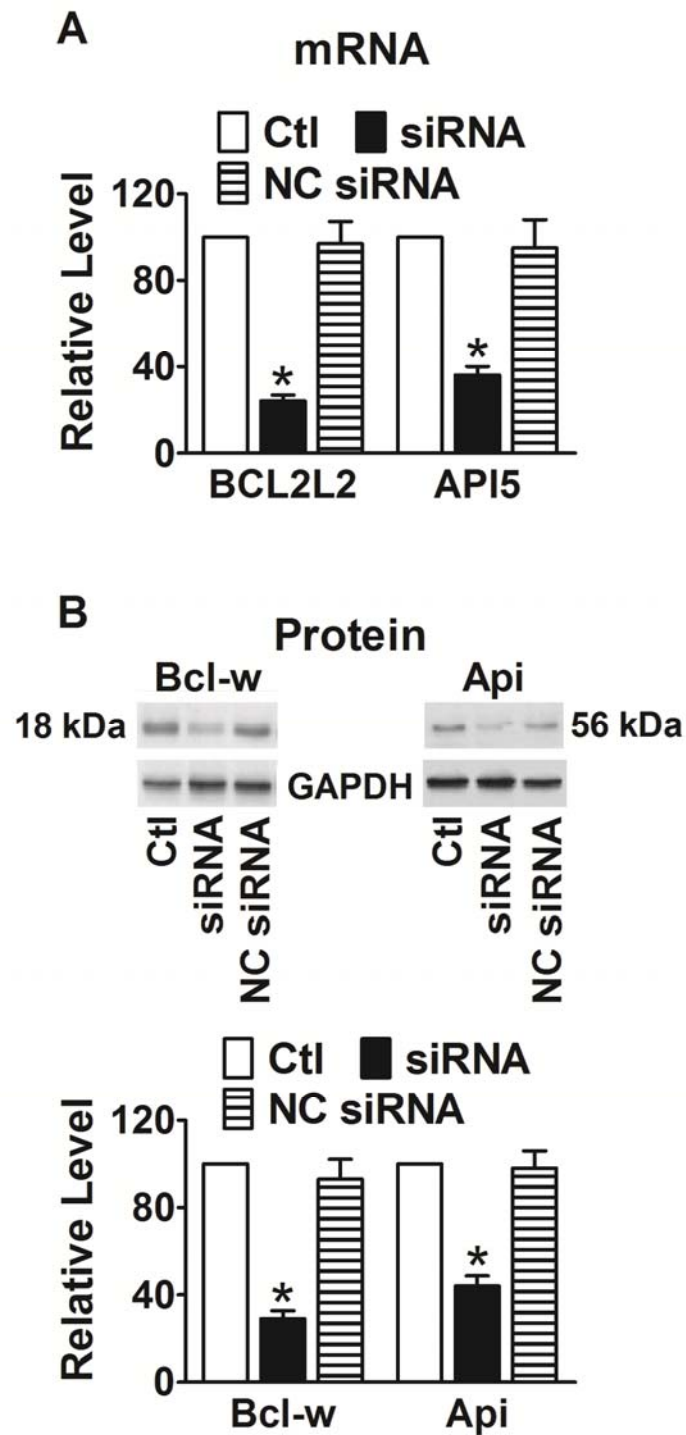 A
mRNA
Ctl siRNA
NC siRNA
Relative Level
120
80
40
0
* *
BCL2L2 API5
B
Protein
Bcl-w Api
18 kDa 56 kDa
GAPDH
Ctl siRNA NC siRNA Ctl siRNA NC siRNA
Ctl siRNA
NC siRNA
Relative Level
120
80
40
0
* *
Bcl-w Api